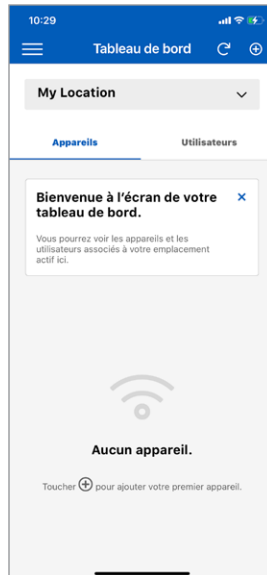 10:29
Tableau de bord
My Location
Appareils
Utilisateurs
Bienvenue à l’écran de votre
tableau de bord.
Vous pourrez voir les appareils et les
utilisateurs associés à votre emplacement
actif ici.
Aucun appareil.
Toucher ⊕ pour ajouter votre premier appareil.